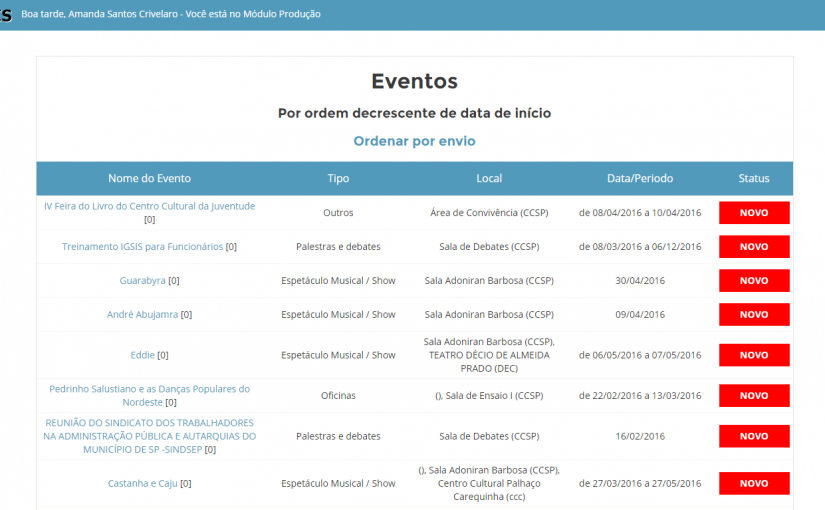 S Boa tarde, Amanda Santos Crivelaro - Você está no Módulo Produção
Eventos
Por ordem decrescente de data de início
Ordenar por envio
Nome do Evento Tipo Local Data/Periodo Status
IV Feira do Livro do Centro Cultural da Juventude
[0] Outros Área de Convivência (CCSP) de 08/04/2016 a 10/04/2016 NOVO
Treinamento IGSIS para Funcionários [0] Palestras e debates Sala de Debates (CCSP) de 08/03/2016 a 06/12/2016 NOVO
Guarabyra [0] Espetáculo Musical / Show Sala Adoniran Barbosa (CCSP) 30/04/2016 NOVO
André Abujamra [0] Espetáculo Musical / Show Sala Adoniran Barbosa (CCSP) 09/04/2016 NOVO
Eddie [0] Espetáculo Musical / Show Sala Adoniran Barbosa (CCSP),
TEATRO DÉCIO DE ALMEIDA
PRADO (DEC) de 06/05/2016 a 07/05/2016 NOVO
Pedrinho Salustiano e as Danças Populares do
Nordeste [0] Oficinas (), Sala de Ensaio I (CCSP) de 22/02/2016 a 13/03/2016 NOVO
REUNIÃO DO SINDICATO DOS TRABALHADORES
NA ADMINISTRAÇÃO PÚBLICA E AUTARQUIAS DO
MUNICÍPIO DE SP -SINDSEP [0] Palestras e debates Sala de Debates (CCSP) 16/02/2016 NOVO
Castanha e Caju [0] Espetáculo Musical / Show (), Sala Adoniran Barbosa (CCSP),
Centro Cultural Palhaço
Carequinha (ccc) de 27/03/2016 a 27/05/2016 NOVO